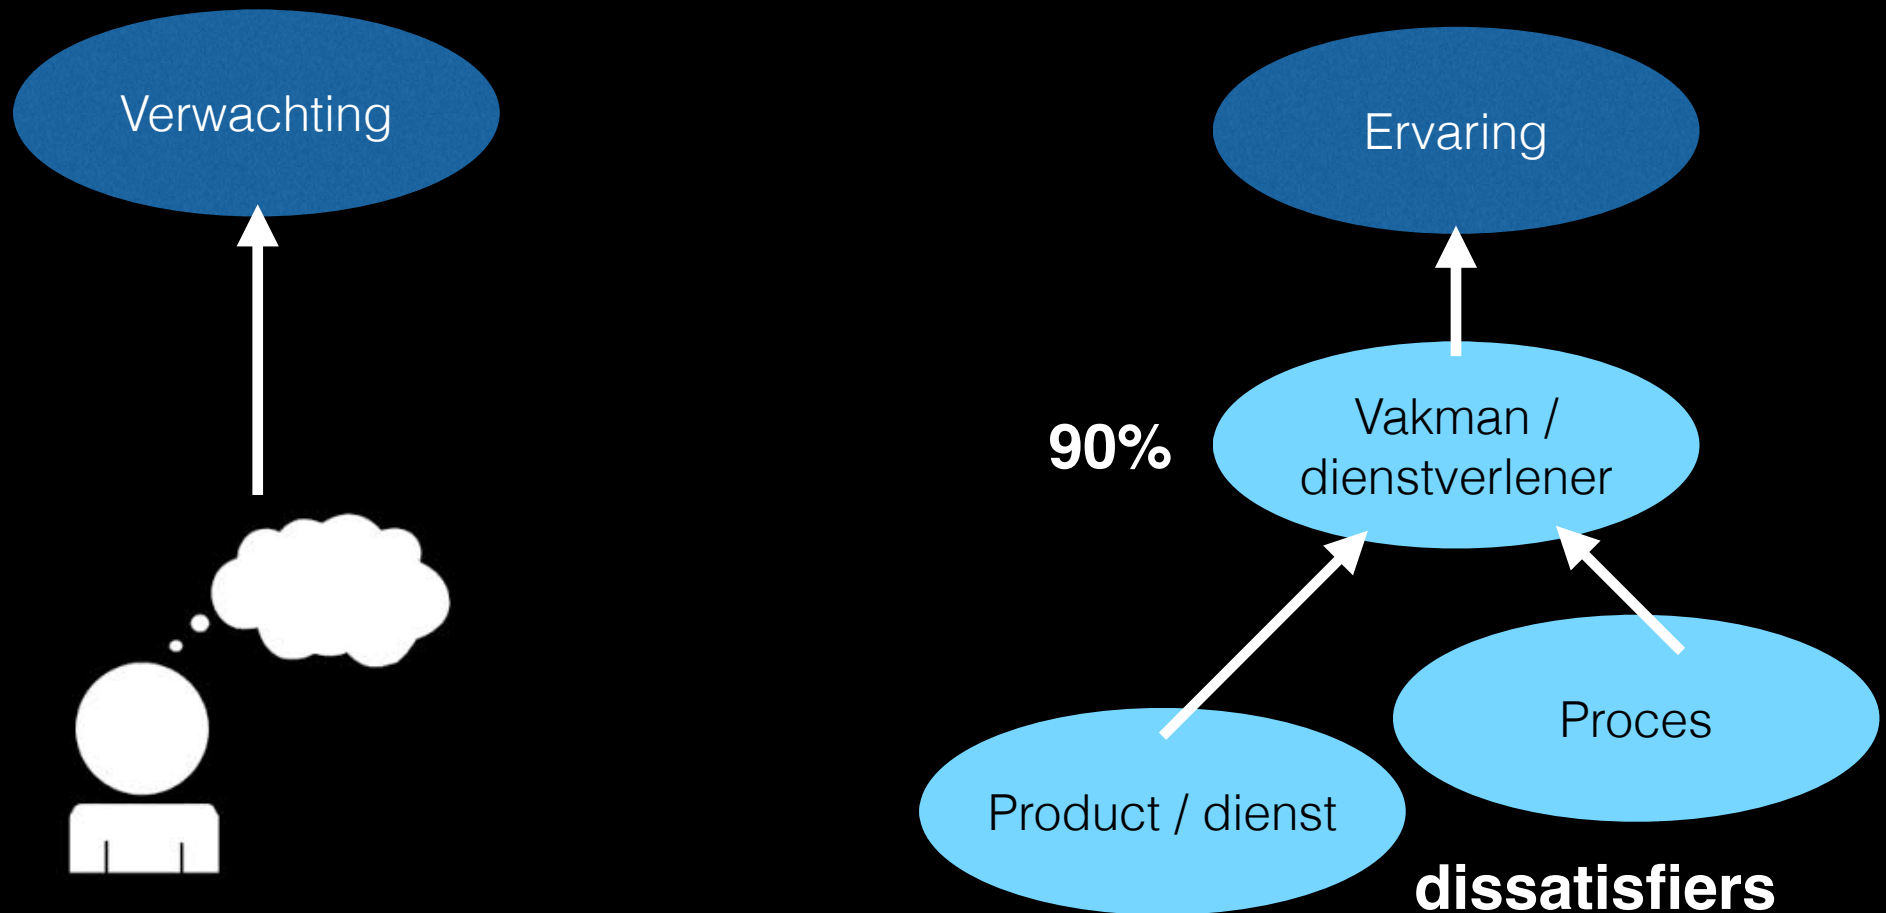 Verwachting
Ervaring
90%
Vakman /
dienstverlener
Product / dienst
Proces
dissatisfiers